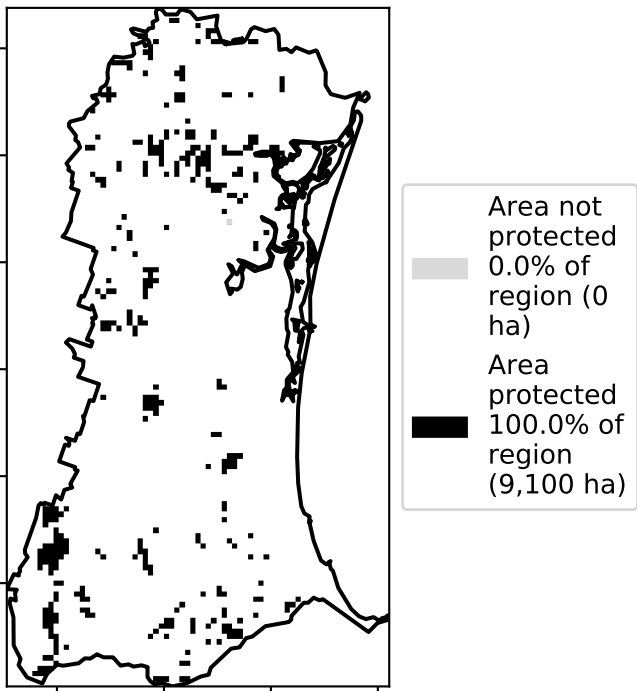 Area not
protected
0.0% of
region (0
ha)
Area
protected
100.0% of
region
(9,100 ha)